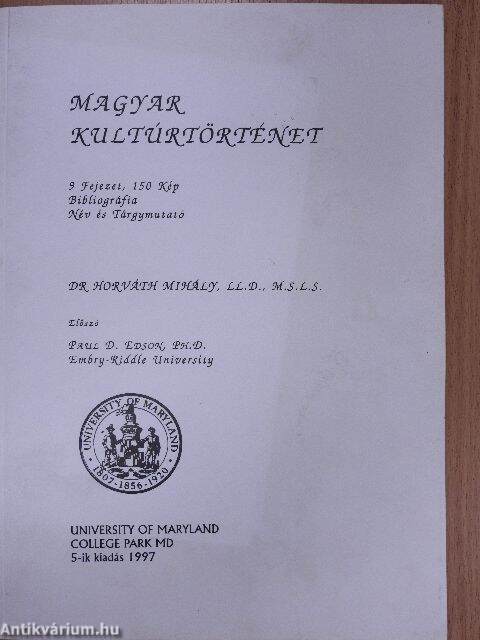 MAGYAR
KULTÚRTÖRTÉNET
9 Fejezet, 150 Kép
Bibliográfia
Név és Tárgymutató
DR HORVÁTH MIHÁLY, LL.D., M.S.L.S.
Előszó
PAUL D. EDSON, PH.D.
Embry-Riddle University
UNIVERSITY OF MARYLAND
· 1807-1856-1920 ·
UNIVERSITY OF MARYLAND
COLLEGE PARK MD
5-ik kiadás 1997
Antikvárium.hu